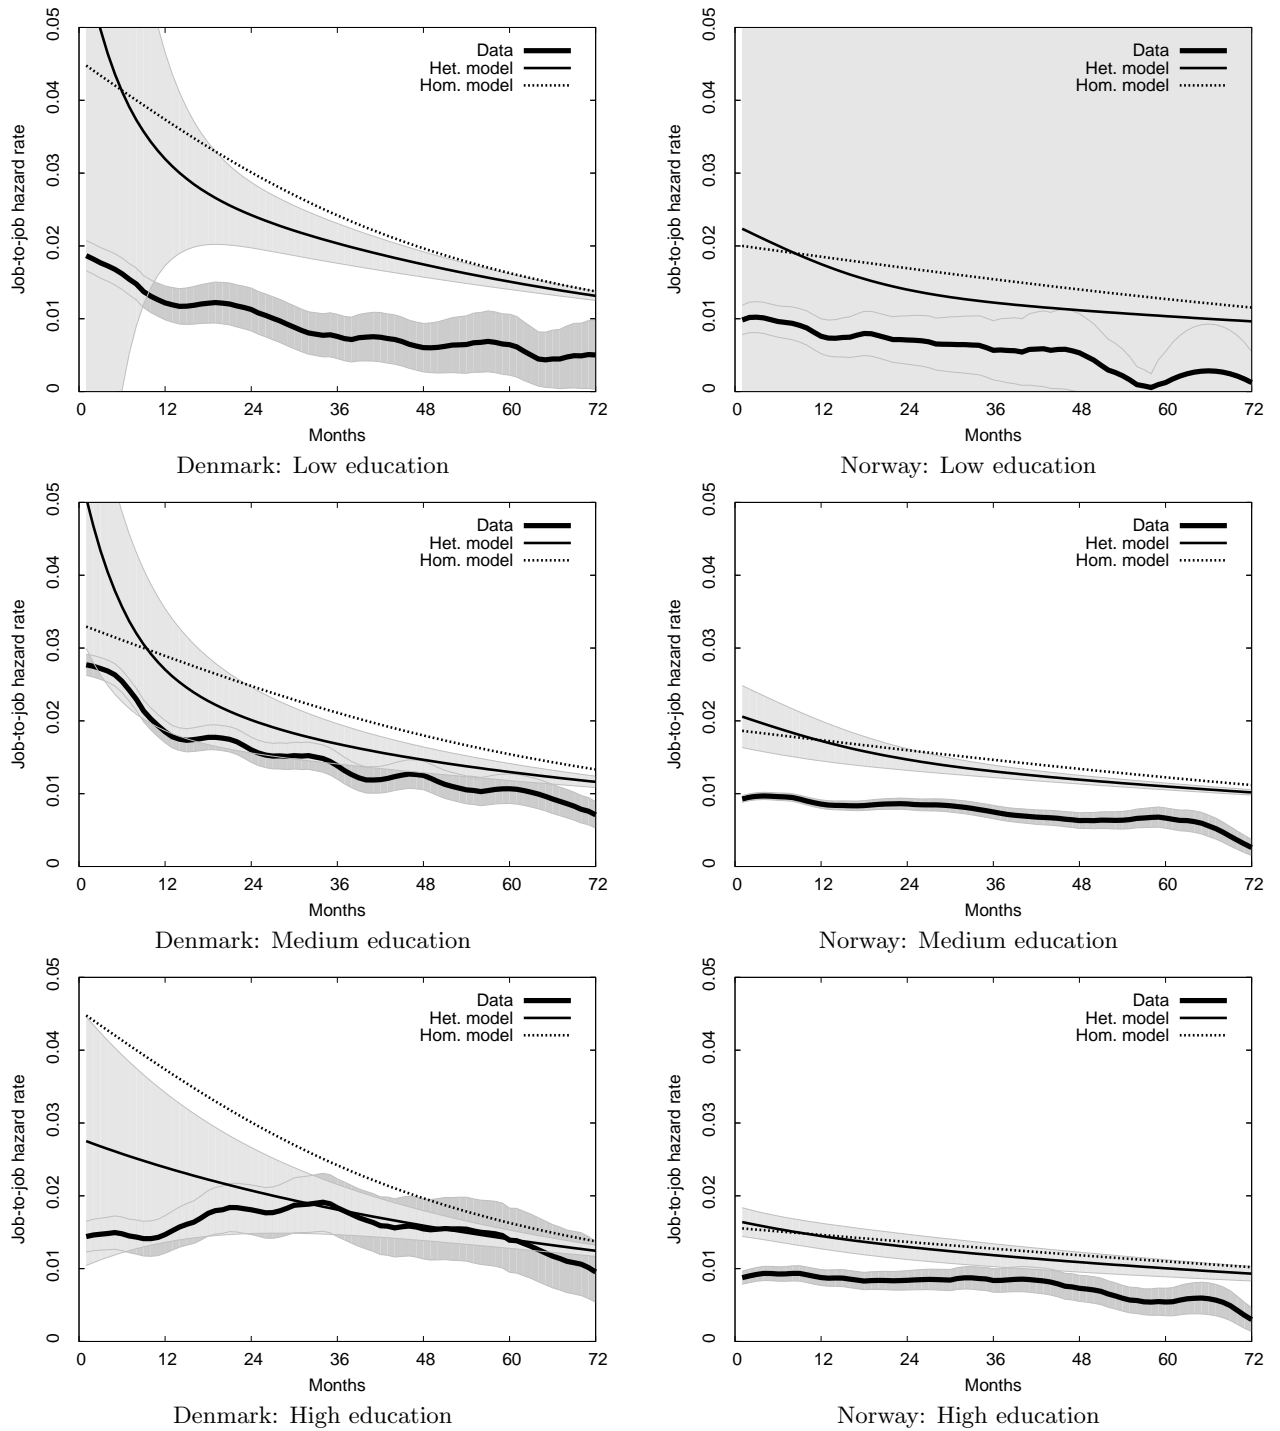 0.05
0.04
0.03
0.02
0.01
0
Job-to-job hazard rate
Data
Het. model
Hom. model
0 12 24 36 48 60 72
Months
Denmark: Low education
0.05
0.04
0.03
0.02
0.01
0
Job-to-job hazard rate
Data
Het. model
Hom. model
0 12 24 36 48 60 72
Months
Norway: Low education
0.05
0.04
0.03
0.02
0.01
0
Job-to-job hazard rate
Data
Het. model
Hom. model
0 12 24 36 48 60 72
Months
Denmark: Medium education
0.05
0.04
0.03
0.02
0.01
0
Job-to-job hazard rate
Data
Het. model
Hom. model
0 12 24 36 48 60 72
Months
Norway: Medium education
0.05
0.04
0.03
0.02
0.01
0
Job-to-job hazard rate
Data
Het. model
Hom. model
0 12 24 36 48 60 72
Months
Denmark: High education
0.05
0.04
0.03
0.02
0.01
0
Job-to-job hazard rate
Data
Het. model
Hom. model
0 12 24 36 48 60 72
Months
Norway: High education